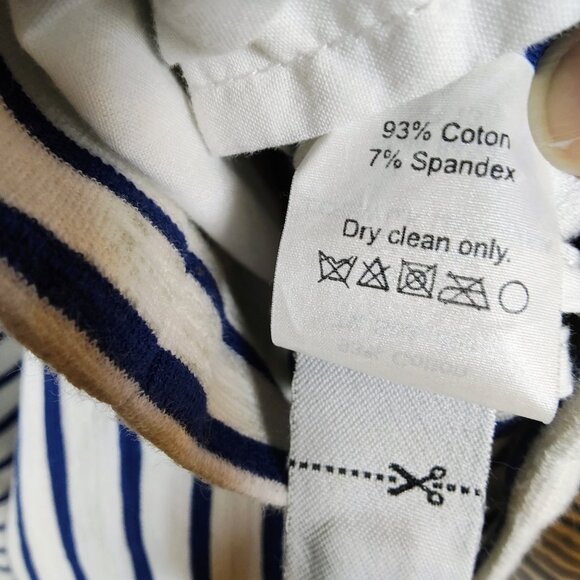 93% Coton
7% Spandex
Dry clean only.